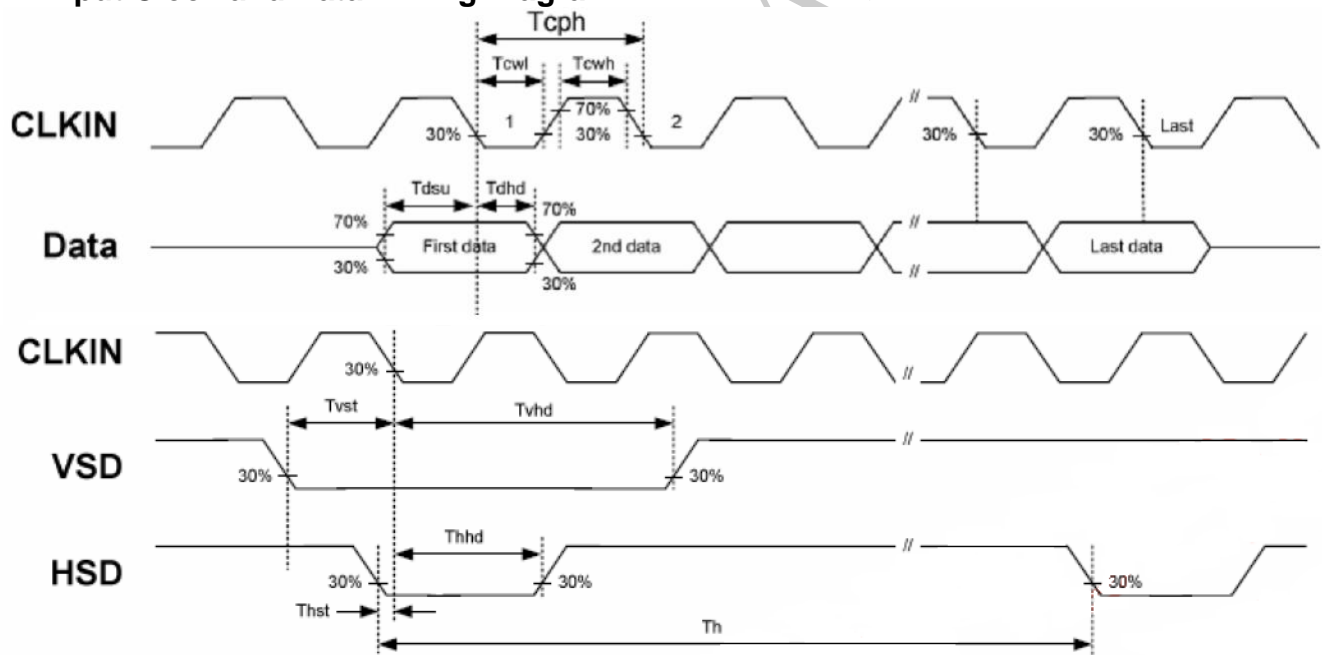 Tcph
Tcwl Tcwh
CLKIN 30% 1 70% 30% 2 // 30% 30% Last
Tdsu Tdhd
70% 70%
Data First data 2nd data // Last data
30% 30% //
CLKIN 30% //
Tvst Tvhd
VSD 30% 30% //
Thhd //
HSD 30% 30% 30%
Thst
Th